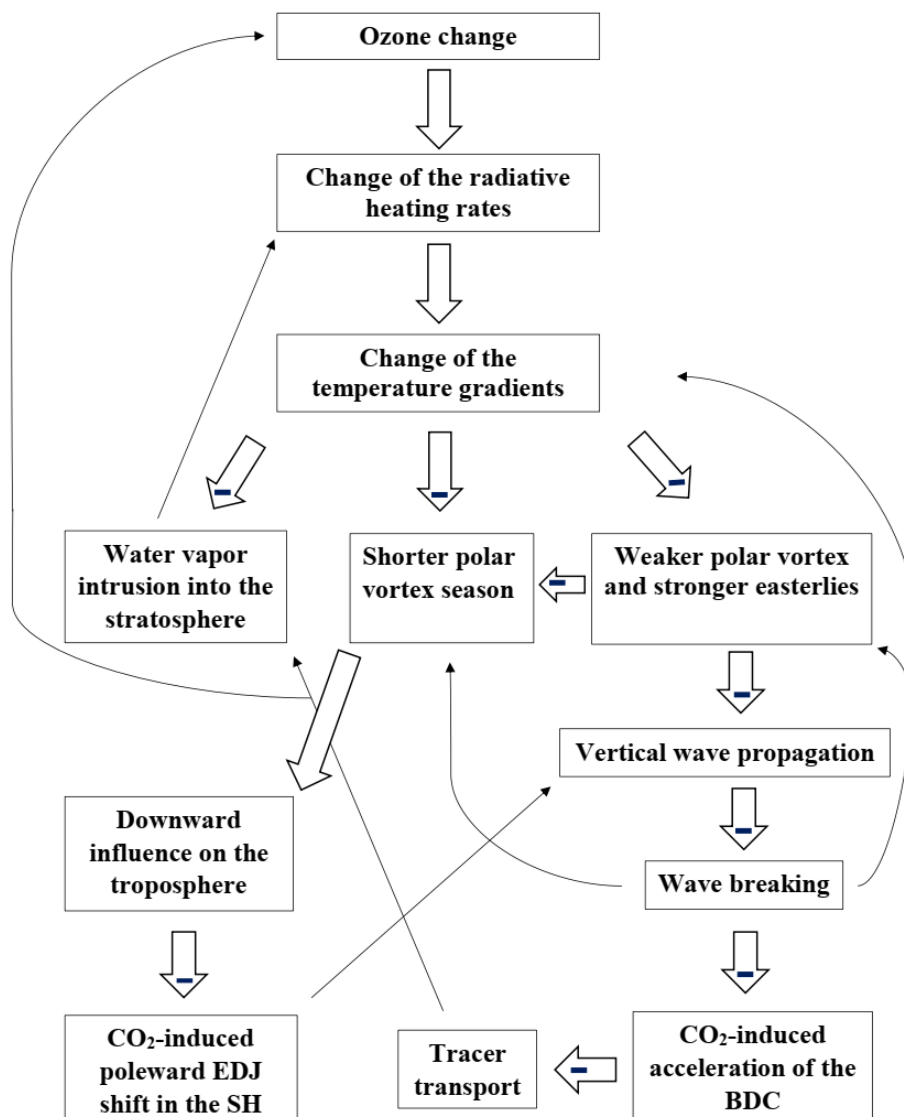 Ozone change
Change of the radiative
heating rates
Change of the
temperature gradients
Water vapor
intrusion into the
stratosphere
Shorter polar
vortex season
Weaker polar vortex
and stronger easterlies
Vertical wave propagation
Downward
influence on the
troposphere
Wave breaking
CO₂-induced
poleward EDJ
shift in the SH
Tracer
transport
CO₂-induced
acceleration of the
BDC